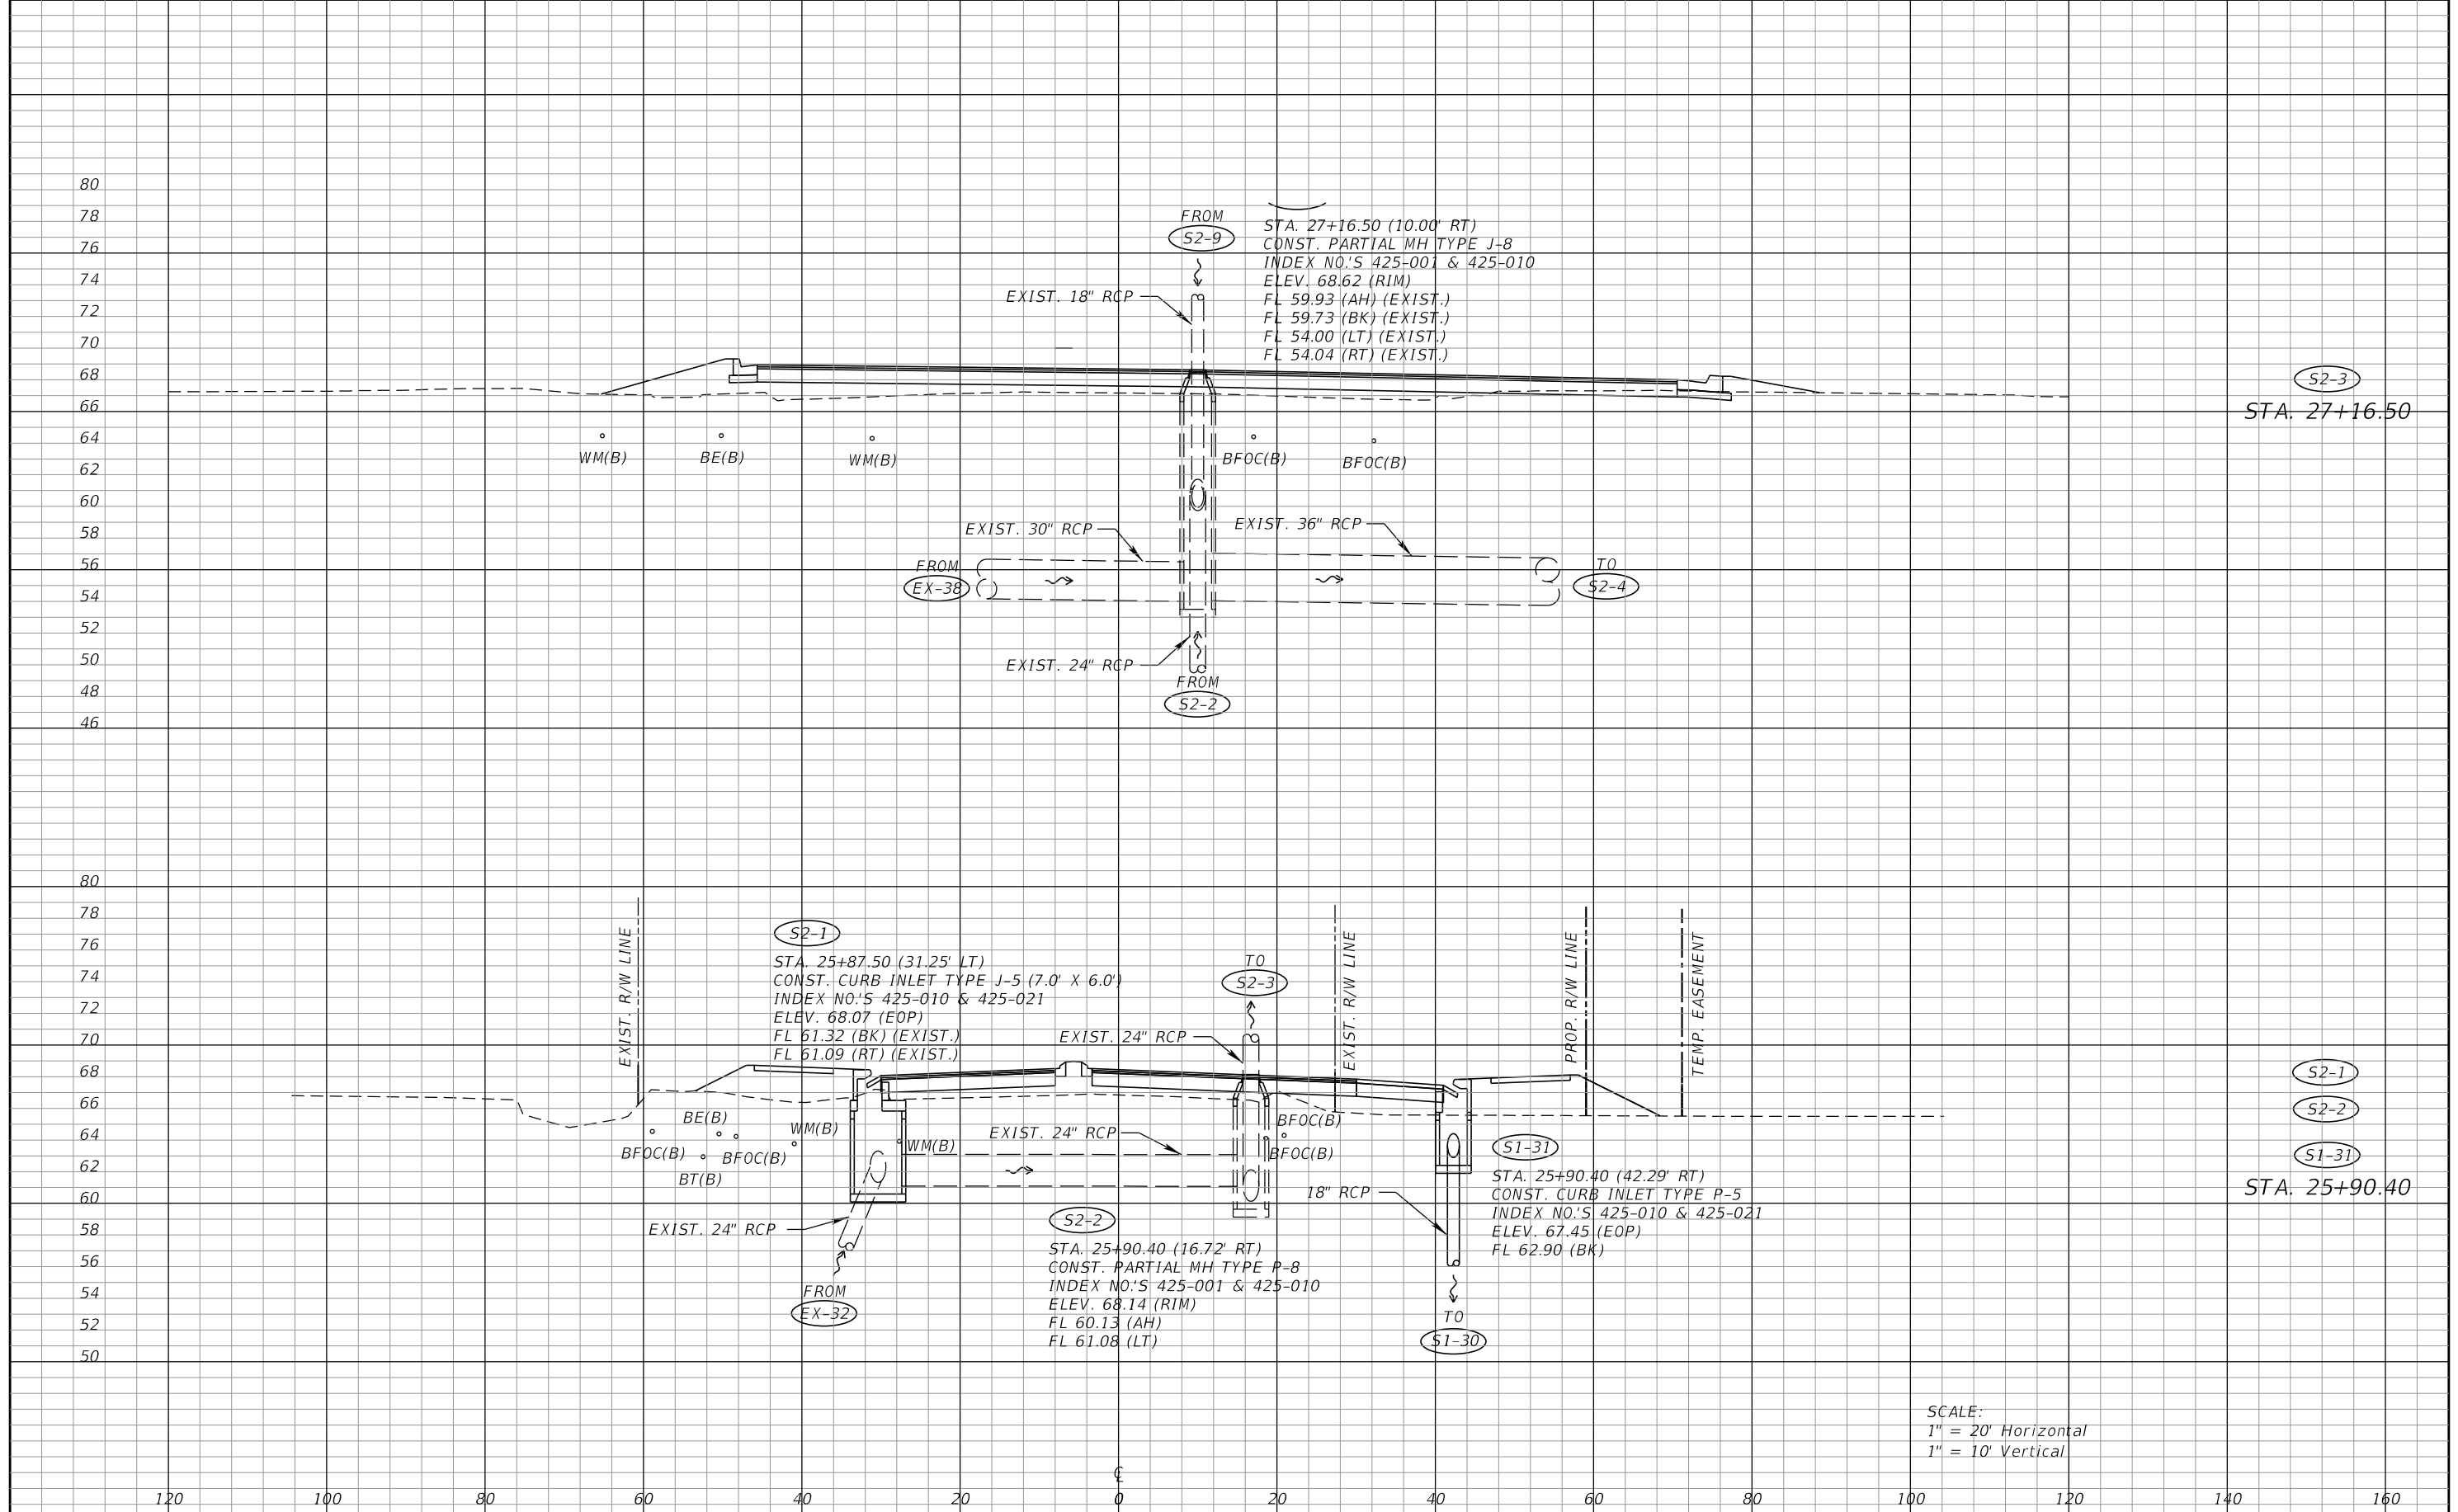 80
78
76
74
72
70
68
66
64
62
60
58
56
54
52
50
48
46
FROM
S2-9
STA. 27+16.50 (10.00' RT)
CONST. PARTIAL MH TYPE J-8
INDEX NO.'S 425-001 & 425-010
ELEV. 68.62 (RIM)
FL 59.93 (AH) (EXIST.)
FL 59.73 (BK) (EXIST.)
FL 54.00 (LT) (EXIST.)
FL 54.04 (RT) (EXIST.)
EXIST. 18" RCP
S2-3
STA. 27+16.50
WM(B)
BE(B)
WM(B)
BFOC(B)
BFOC(B)
EXIST. 30" RCP
EXIST. 36" RCP
FROM
EX-38
TO
S2-4
EXIST. 24" RCP
FROM
S2-2
80
78
76
74
72
70
68
66
64
62
60
58
56
54
52
50
EXIST. R/W LINE
S2-1
STA. 25+87.50 (31.25' LT)
CONST. CURB INLET TYPE J-5 (7.0' X 6.0')
INDEX NO.'S 425-010 & 425-021
ELEV. 68.07 (EOP)
FL 61.32 (BK) (EXIST.)
FL 61.09 (RT) (EXIST.)
TO
S2-3
EXIST. 24" RCP
EXIST. R/W LINE
PROP. R/W LINE
TEMP. EASEMENT
S2-1
S2-2
S1-31
STA. 25+90.40
BE(B)
BFOC(B)
BT(B)
BFOC(B)
WM(B)
WM(B)
EXIST. 24" RCP
BFOC(B)
BFOC(B)
S1-31
STA. 25+90.40 (42.29' RT)
CONST. CURB INLET TYPE P-5
INDEX NO.'S 425-010 & 425-021
ELEV. 67.45 (EOP)
FL 62.90 (BK)
18" RCP
EXIST. 24" RCP
FROM
EX-32
S2-2
STA. 25+90.40 (16.72' RT)
CONST. PARTIAL MH TYPE P-8
INDEX NO.'S 425-001 & 425-010
ELEV. 68.14 (RIM)
FL 60.13 (AH)
FL 61.08 (LT)
TO
S1-30
SCALE:
1" = 20' Horizontal
1" = 10' Vertical
℄
120 100 80 60 40 20 0 20 40 60 80 100 120 140 160